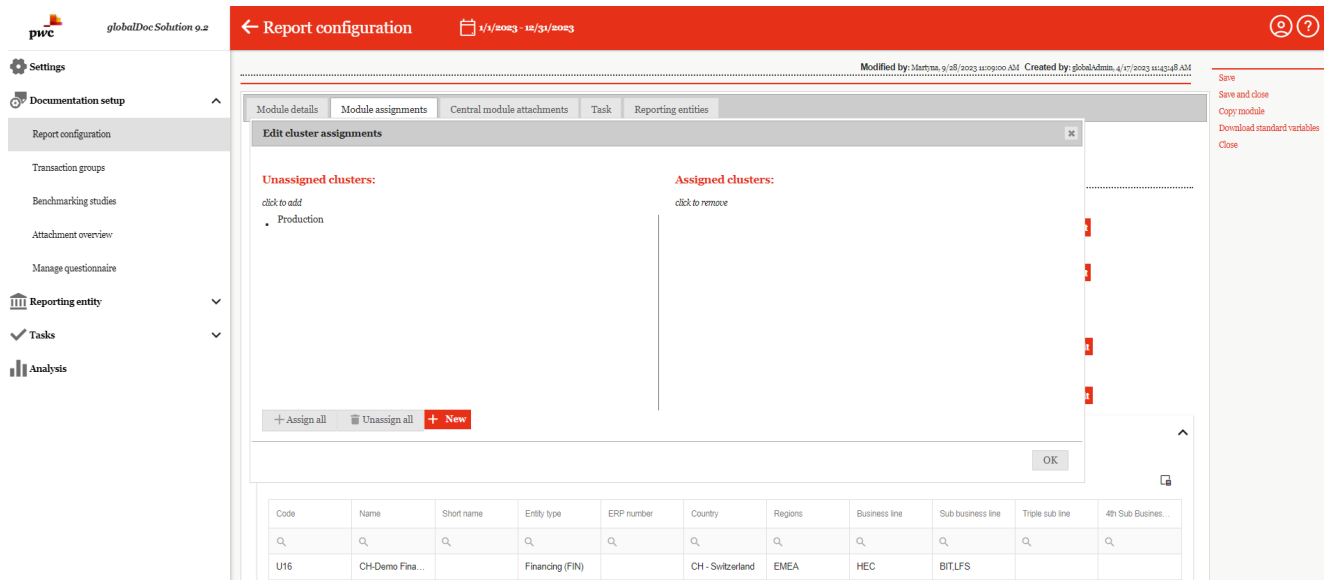 pwc
globalDoc Solution 9.2
Report configuration
1/1/2023 - 12/31/2023
Settings
Documentation setup
Report configuration
Transaction groups
Benchmarking studies
Attachment overview
Manage questionnaire
Reporting entity
Tasks
Analysis
Modified by: Martyna, 9/28/2023 11:09:00 AM Created by: globalAdmin, 4/17/2023 11:43:48 AM
Save
Save and close
Copy module
Download standard variables
Close
Module details Module assignments Central module attachments Task Reporting entities
Edit cluster assignments
Unassigned clusters: Assigned clusters:
click to add click to remove
Production
Assign all Unassign all + New
OK
Code Name Short name Entity type ERP number Country Regions Business line Sub business line Triple sub line 4th Sub Busines...
U16 CH-Demo Fina... Financing (FIN) CH - Switzerland EMEA HEC BIT,LFS